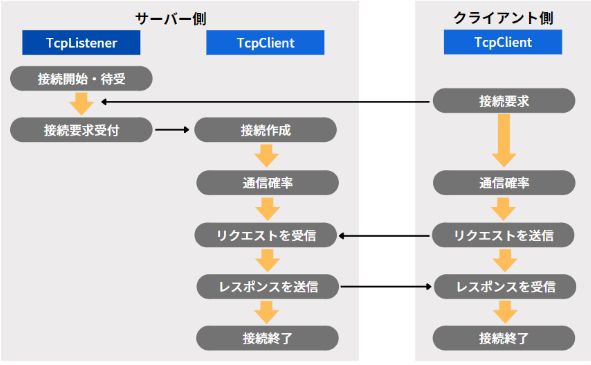 サーバー側
クライアント側
TcpListener
TcpClient
TcpClient
接続開始・待受
接続要求
接続要求受付
接続作成
通信確率
通信確率
リクエストを受信
リクエストを送信
レスポンスを送信
レスポンスを受信
接続終了
接続終了